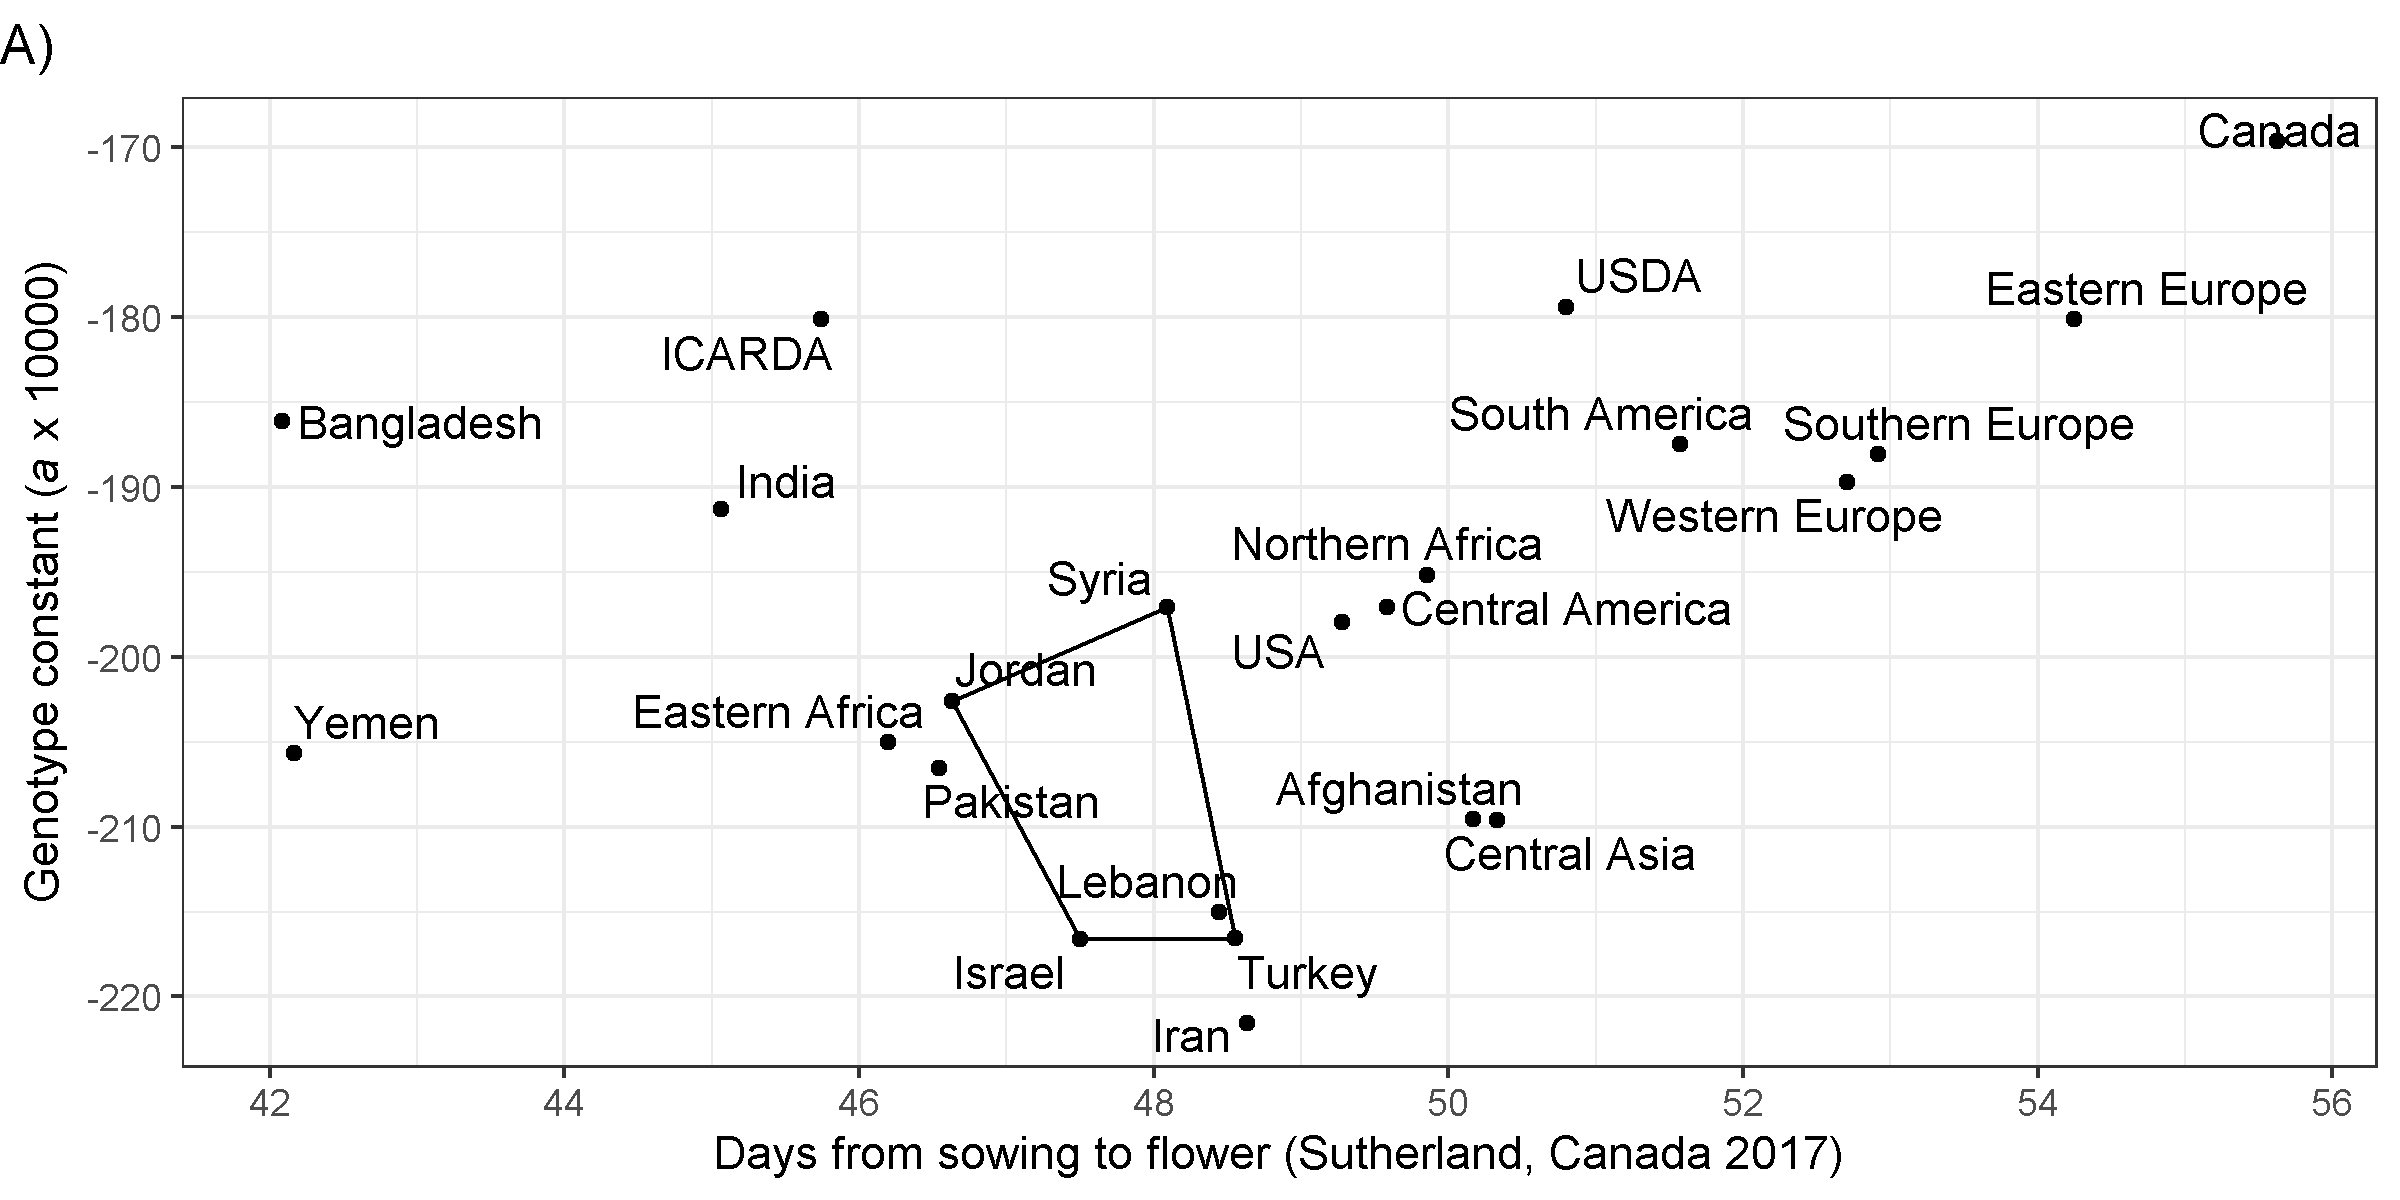 A)
Canada
-170
USDA
Eastern Europe
-180
ICARDA
South America
Southern Europe
Bangladesh
India
-190
Western Europe
Northern Africa
Syria
Central America
USA
-200
Jordan
Eastern Africa
Yemen
Afghanistan
Pakistan
-210
Central Asia
Lebanon
Israel
Turkey
-220
Iran
Genotype constant (a x 10000)
42 44 46 48 50 52 54 56
Days from sowing to flower (Sutherland, Canada 2017)